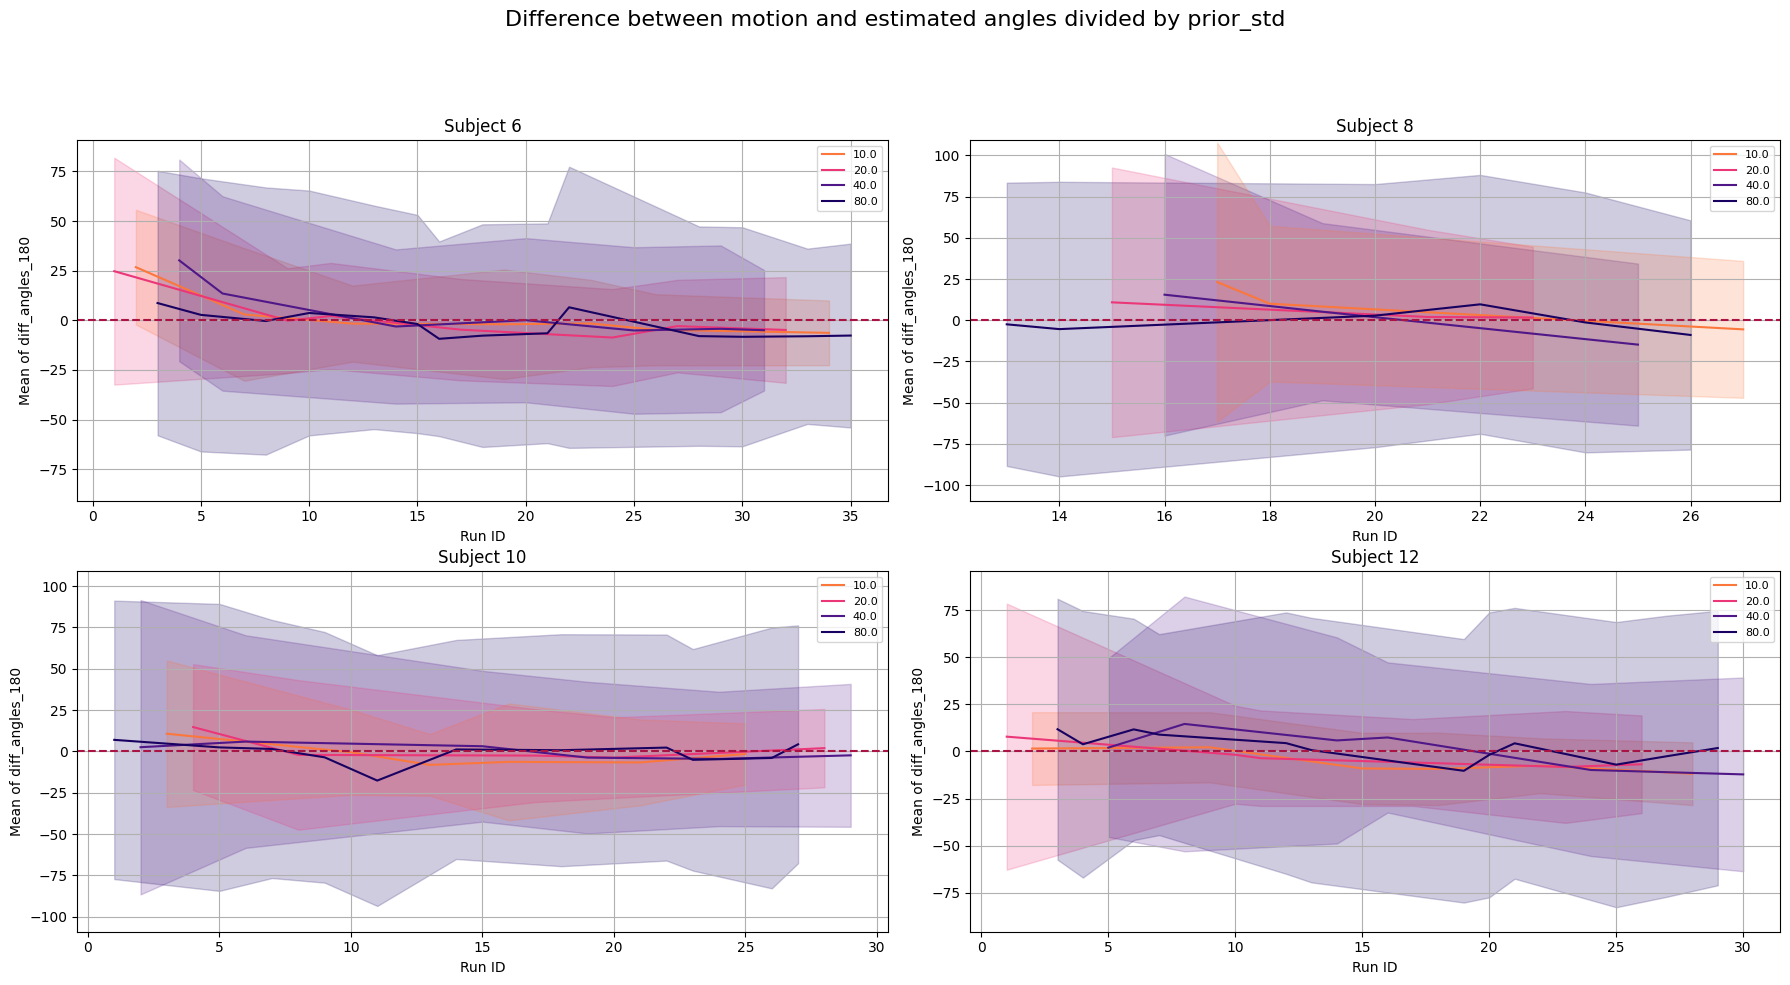 Difference between motion and estimated angles divided by prior_std
Subject 6
Mean of diff_angles_180
75
50
25
0
−25
−50
−75
10.0
20.0
40.0
80.0
0 5 10 15 20 25 30 35
Run ID
Subject 8
Mean of diff_angles_180
100
75
50
25
0
−25
−50
−75
−100
10.0
20.0
40.0
80.0
14 16 18 20 22 24 26
Run ID
Subject 10
Mean of diff_angles_180
100
75
50
25
0
−25
−50
−75
−100
10.0
20.0
40.0
80.0
0 5 10 15 20 25 30
Run ID
Subject 12
Mean of diff_angles_180
75
50
25
0
−25
−50
−75
10.0
20.0
40.0
80.0
0 5 10 15 20 25 30
Run ID